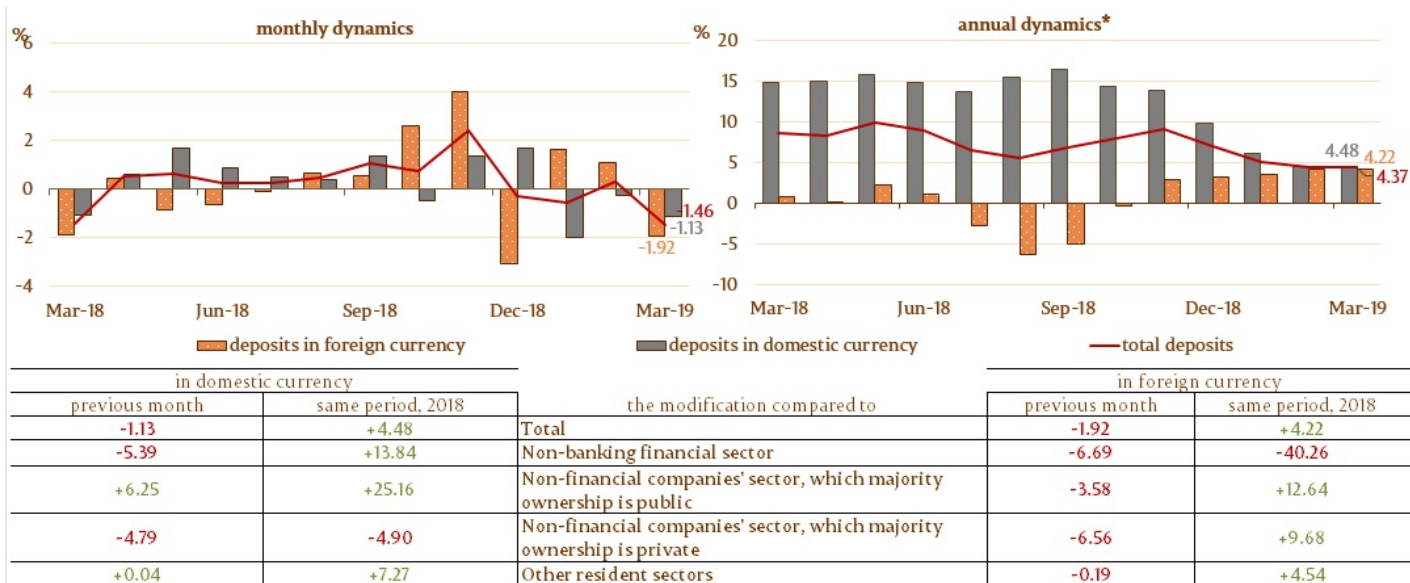 monthly dynamics
%
6
4
2
0
-2
-4
-1.46
-1.13
-1.92
Mar-18 Jun-18 Sep-18 Dec-18 Mar-19
annual dynamics*
%
20
15
10
5
0
-5
-10
4.48
4.22
4.37
Mar-18 Jun-18 Sep-18 Dec-18 Mar-19
deposits in foreign currency deposits in domestic currency total deposits
in domestic currency in foreign currency
previous month same period, 2018 the modification compared to previous month same period, 2018
-1.13 +4.48 Total -1.92 +4.22
-5.39 +13.84 Non-banking financial sector -6.69 -40.26
+6.25 +25.16 Non-financial companies' sector, which majority ownership is public -3.58 +12.64
-4.79 -4.90 Non-financial companies' sector, which majority ownership is private -6.56 +9.68
+0.04 +7.27 Other resident sectors -0.19 +4.54